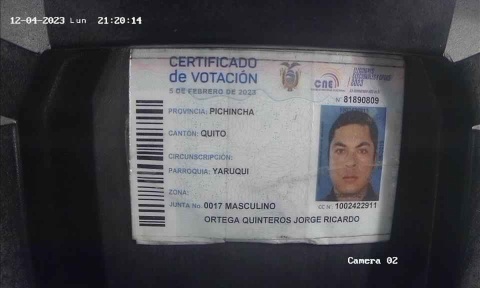 12-04-2023 Lun 21:20:14
CERTIFICADO
de VOTACIÓN
5 DE FEBRERO DE 2023
CNE
PROVINCIA: PICHINCHA
N° 81890809
CANTÓN: QUITO
CIRCUNSCRIPCIÓN:
PARROQUIA: YARUQUI
ZONA:
JUNTA No. 0017 MASCULINO
CC N°: 1002422911
ORTEGA QUINTEROS JORGE RICARDO
Camera 02